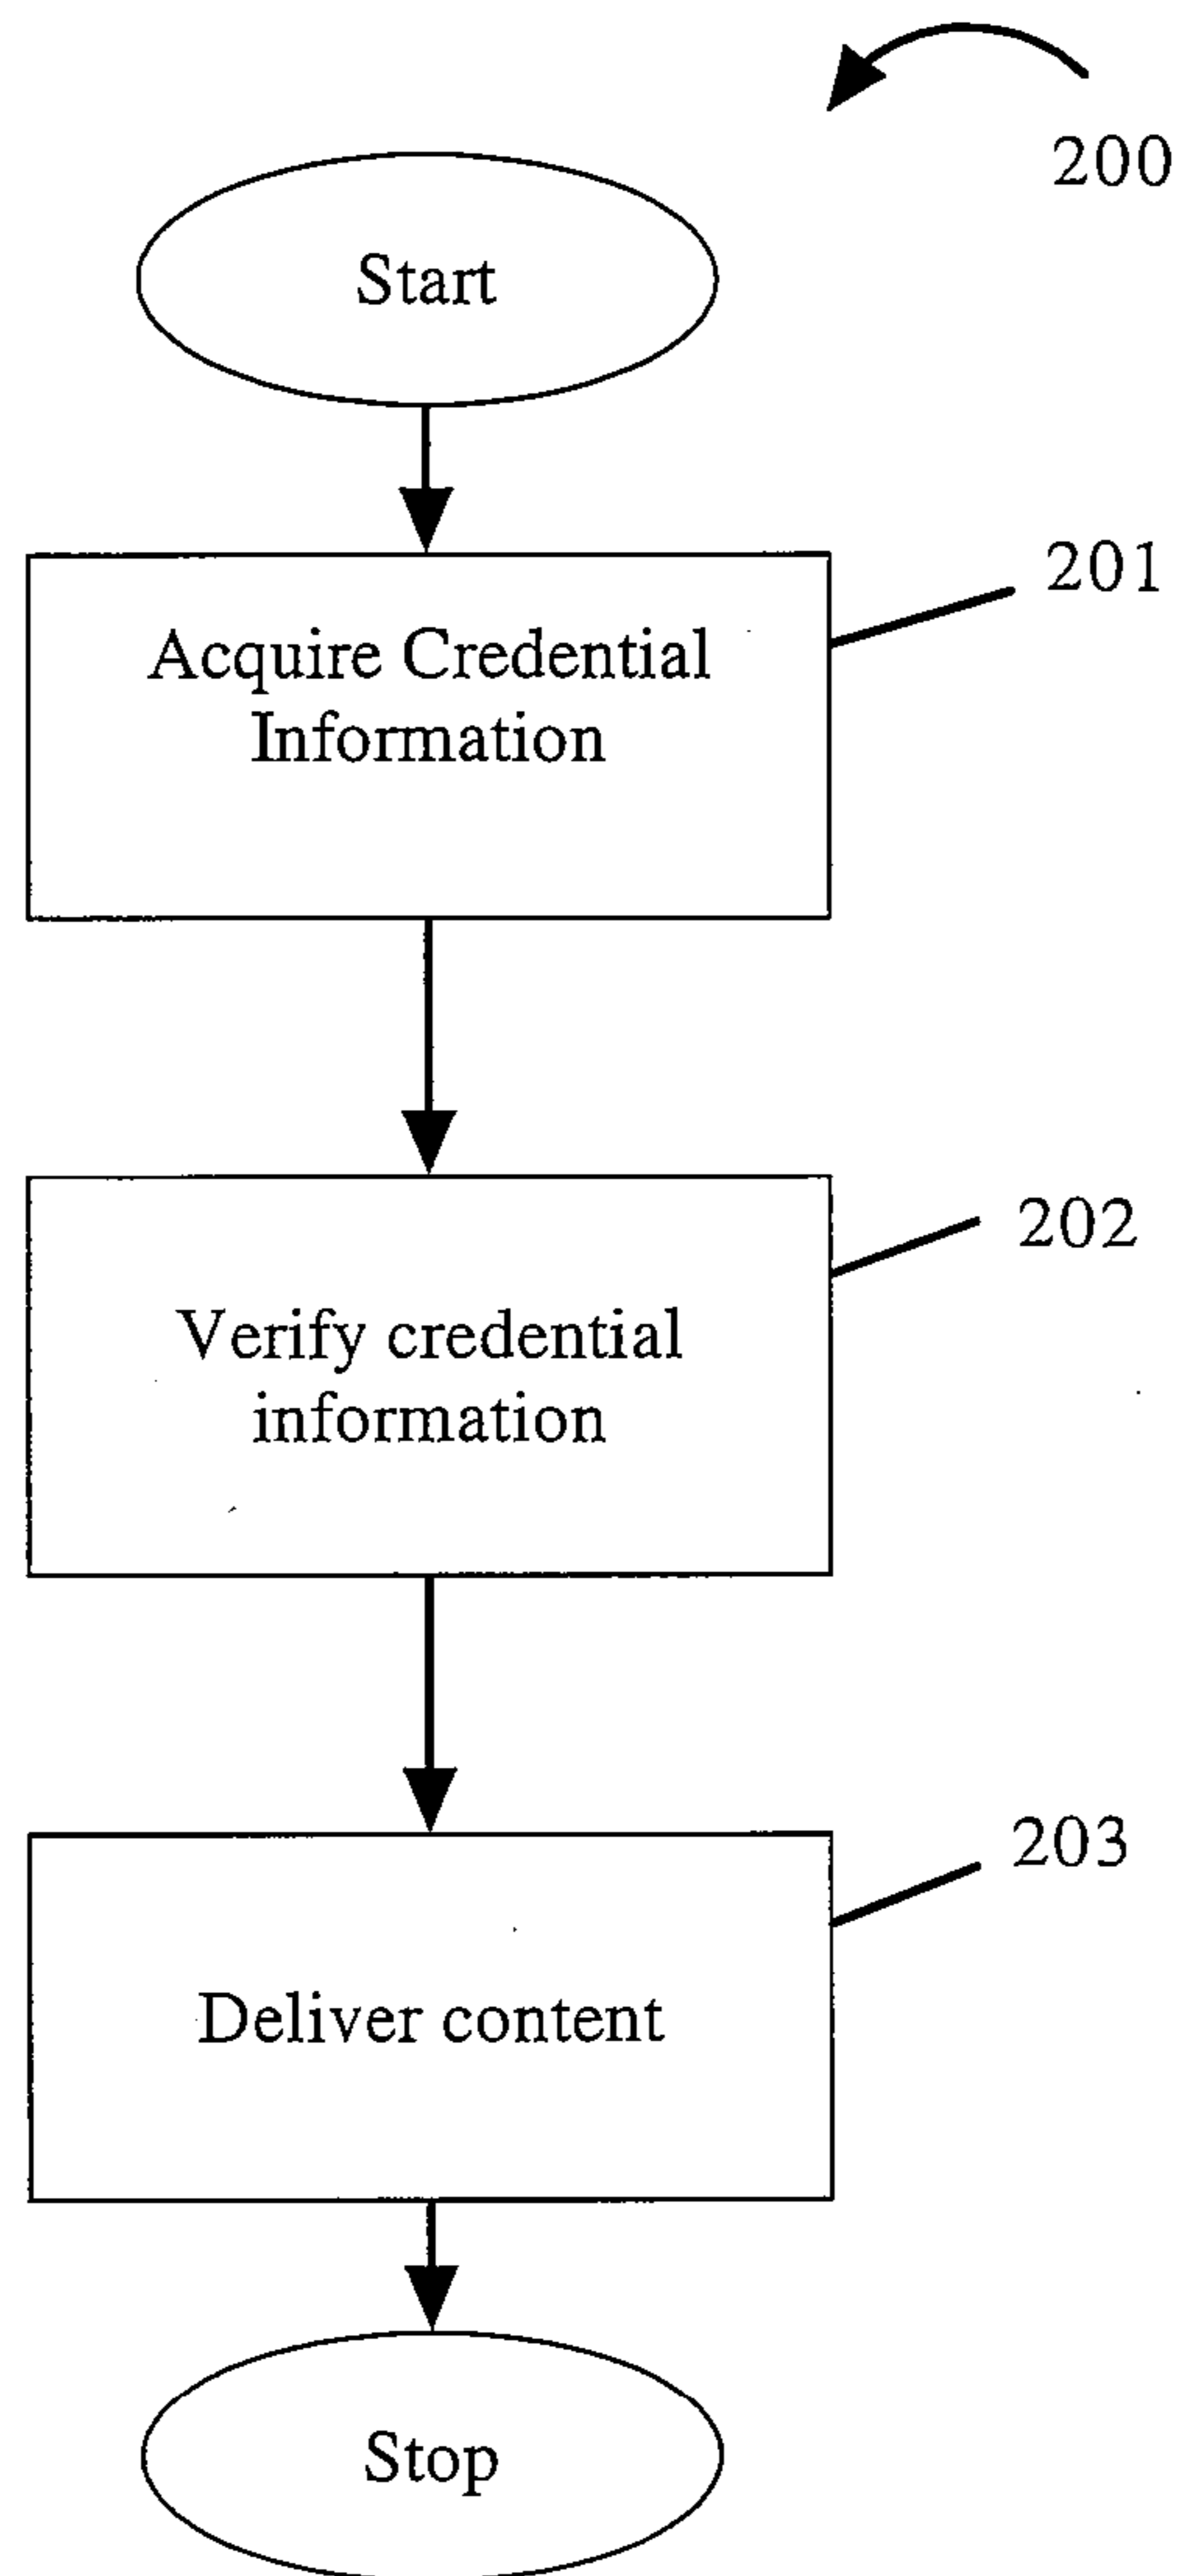 200
Start
201
Acquire Credential
Information
202
Verify credential
information
203
Deliver content
Stop